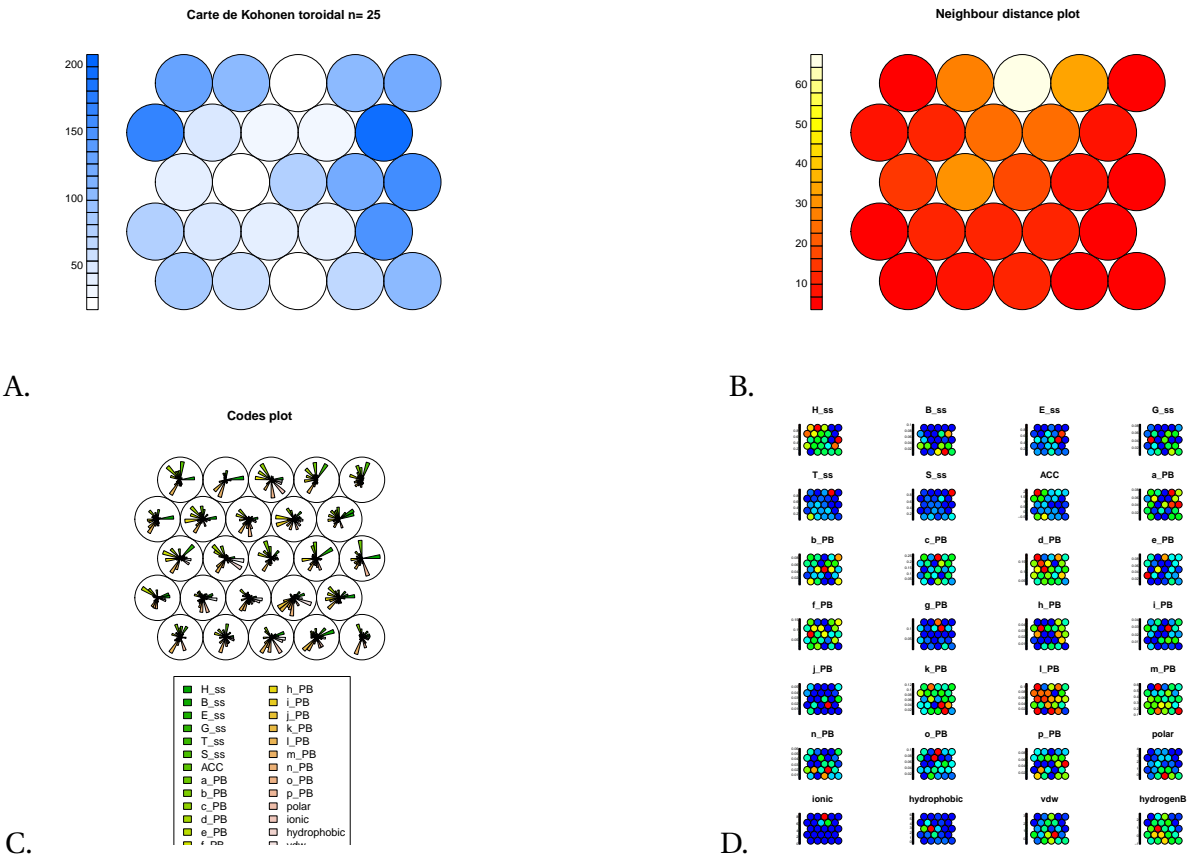 Carte de Kohonen toroidal n= 25
200
150
100
50
A.
Neighbour distance plot
60
50
40
30
20
10
B.
Codes plot
H_ss
B_ss
E_ss
G_ss
T_ss
S_ss
ACC
a_PB
b_PB
c_PB
d_PB
e_PB
f_PB
h_PB
i_PB
j_PB
k_PB
l_PB
m_PB
n_PB
o_PB
p_PB
polar
ionic
hydrophobic
vdw
C.
H_ss B_ss E_ss G_ss
T_ss S_ss ACC a_PB
b_PB c_PB d_PB e_PB
f_PB g_PB h_PB i_PB
j_PB k_PB l_PB m_PB
n_PB o_PB p_PB polar
ionic hydrophobic vdw hydrogenB
D.